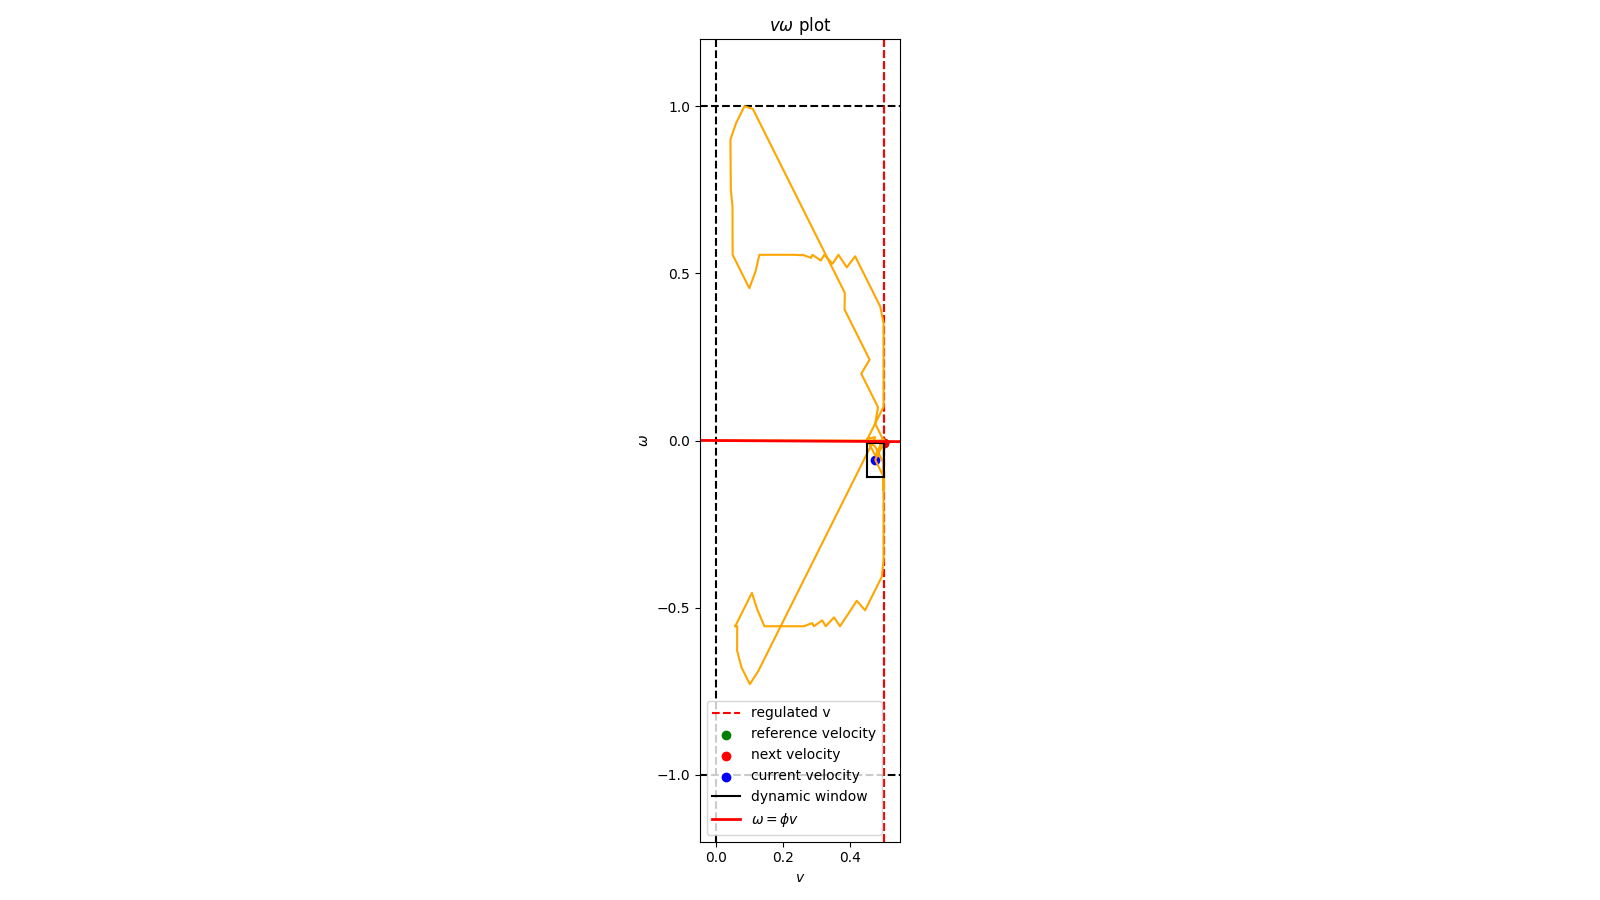 vω plot
1.0
0.5
0.0
−0.5
−1.0
ω
regulated v
reference velocity
next velocity
current velocity
dynamic window
ω = ϕv
0.0 0.2 0.4
v